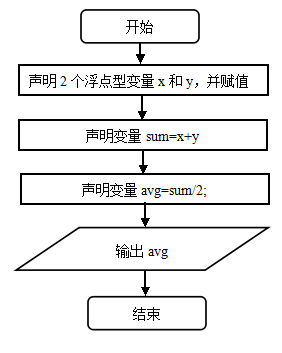 开始
声明 2 个浮点型变量 x 和 y，并赋值
声明变量 sum=x+y
声明变量 avg=sum/2;
输出 avg
结束